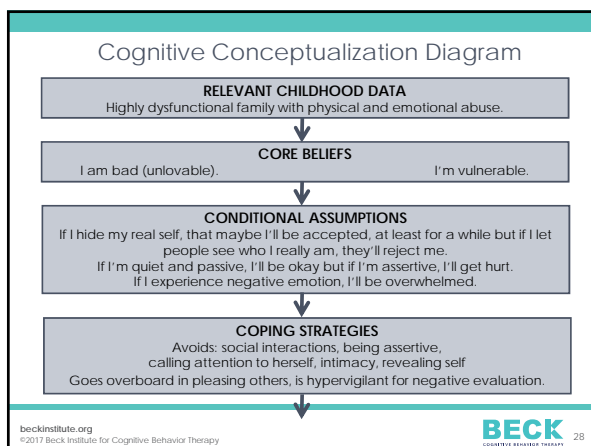 Cognitive Conceptualization Diagram
RELEVANT CHILDHOOD DATA
Highly dysfunctional family with physical and emotional abuse.
CORE BELIEFS
I am bad (unlovable). I'm vulnerable.
CONDITIONAL ASSUMPTIONS
If I hide my real self, that maybe I'll be accepted, at least for a while but if I let
people see who I really am, they'll reject me.
If I'm quiet and passive, I'll be okay but if I'm assertive, I'll get hurt.
If I experience negative emotion, I'll be overwhelmed.
COPING STRATEGIES
Avoids: social interactions, being assertive,
calling attention to herself, intimacy, revealing self
Goes overboard in pleasing others, is hypervigilant for negative evaluation.
beckinstitute.org
©2017 Beck Institute for Cognitive Behavior Therapy
BECK
COGNITIVE BEHAVIOR THERAPY
28